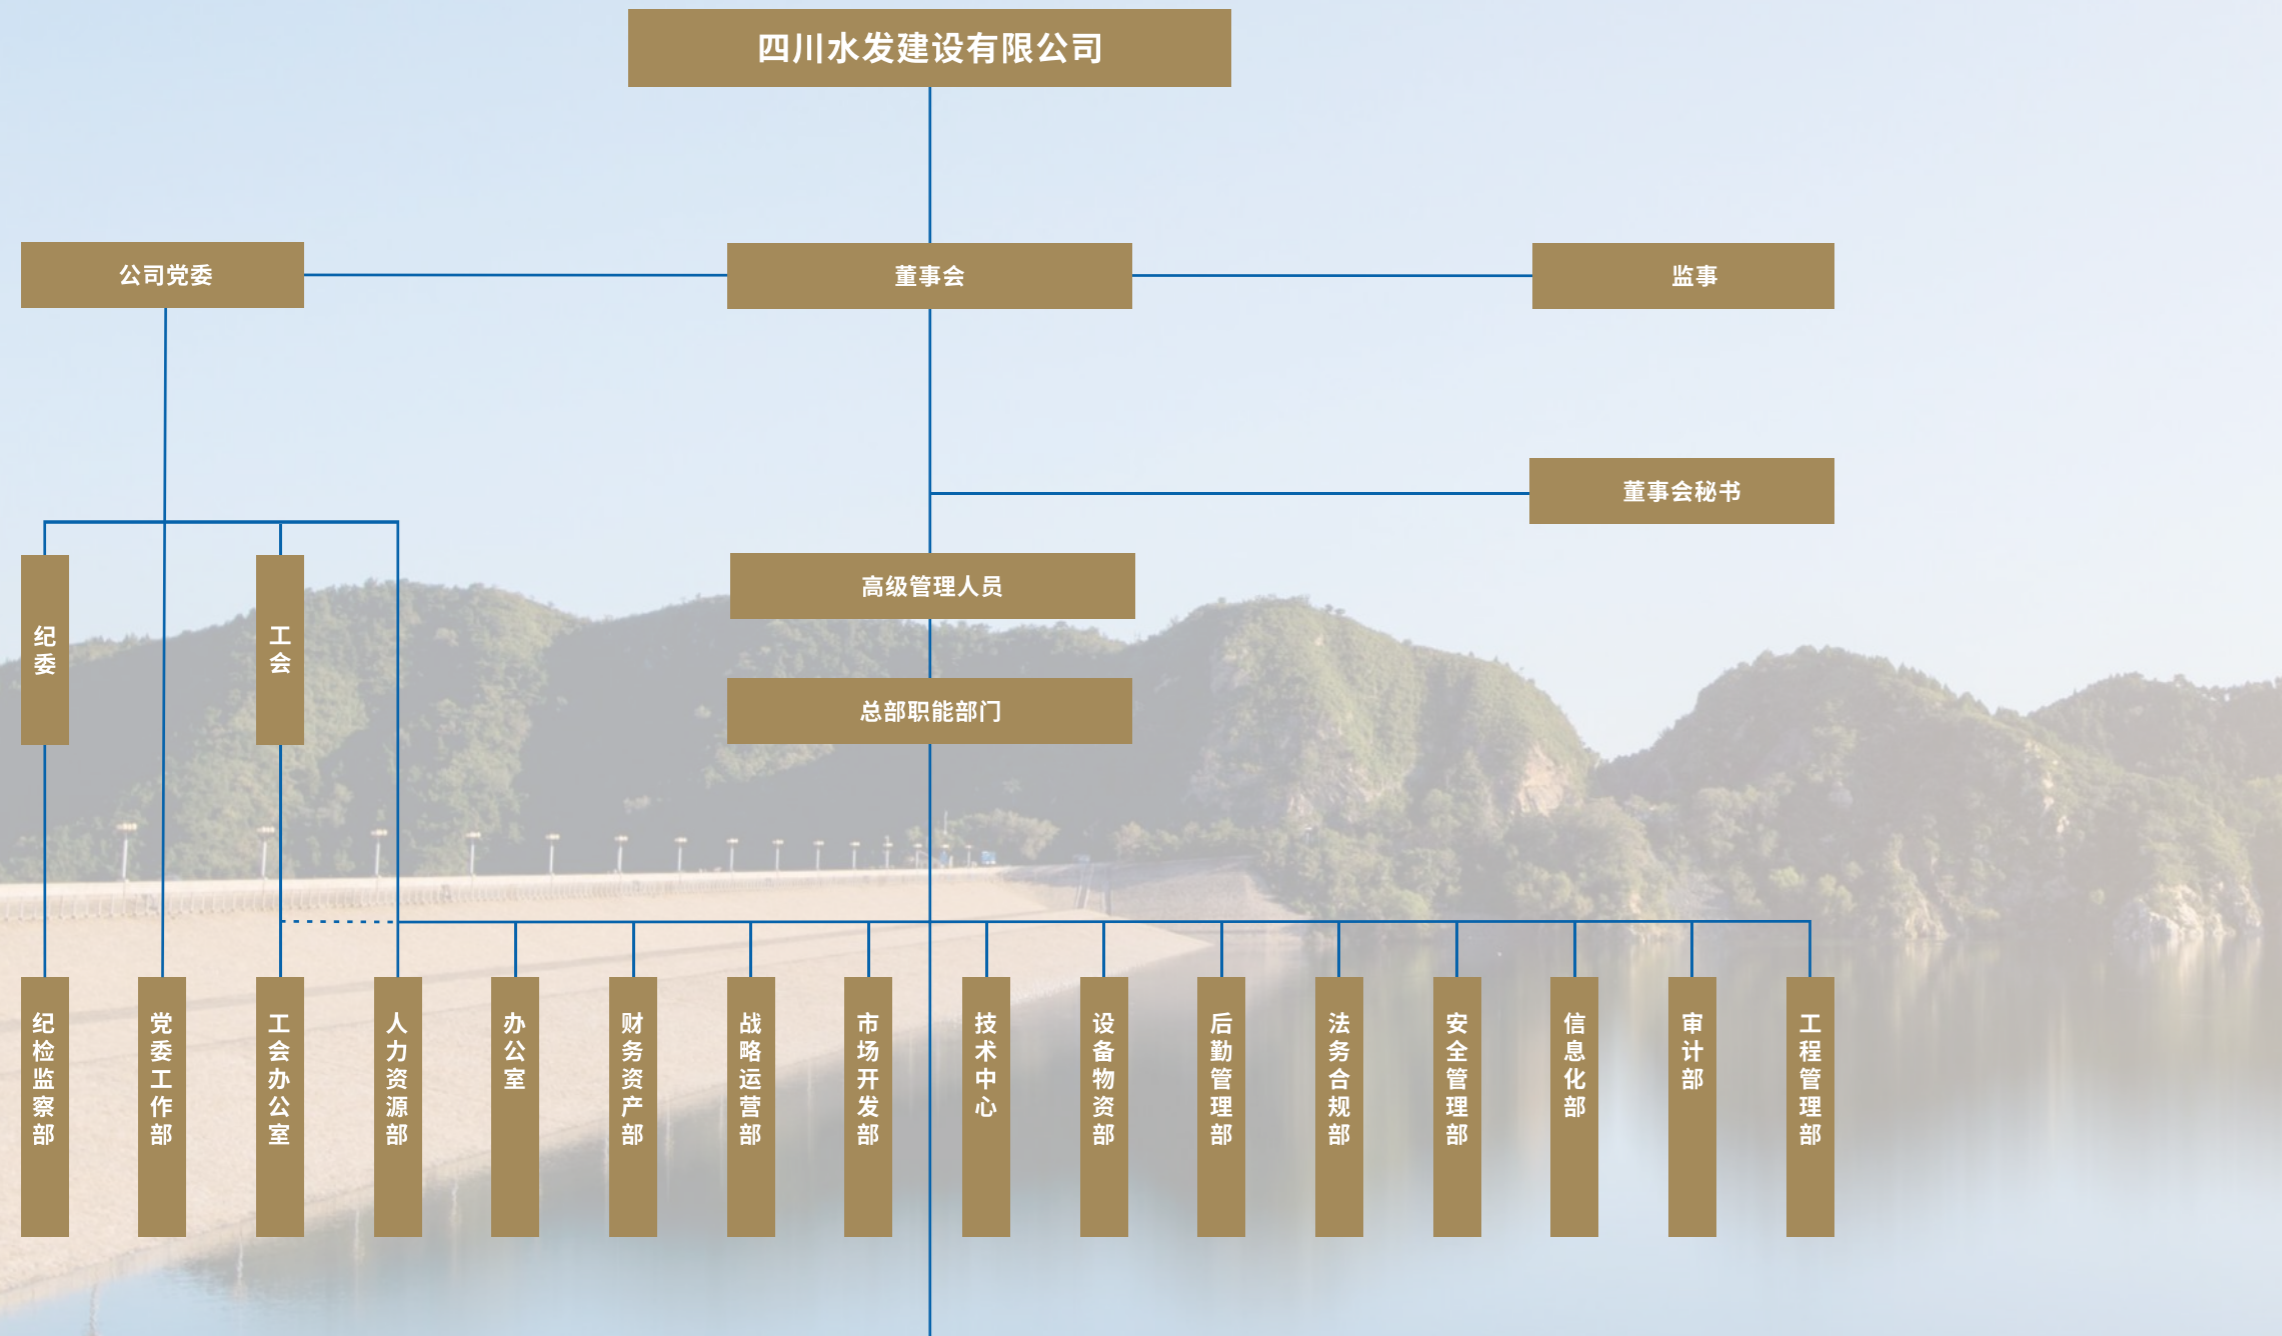 四川水发建设有限公司
公司党委
董事会
监事
董事会秘书
高级管理人员
纪委
工会
总部职能部门
纪检监察部
党委工作部
工会办公室
人力资源部
办公室
财务资产部
战略运营部
市场开发部
技术中心
设备物资部
后勤管理部
法务合规部
安全管理部
信息化部
审计部
工程管理部